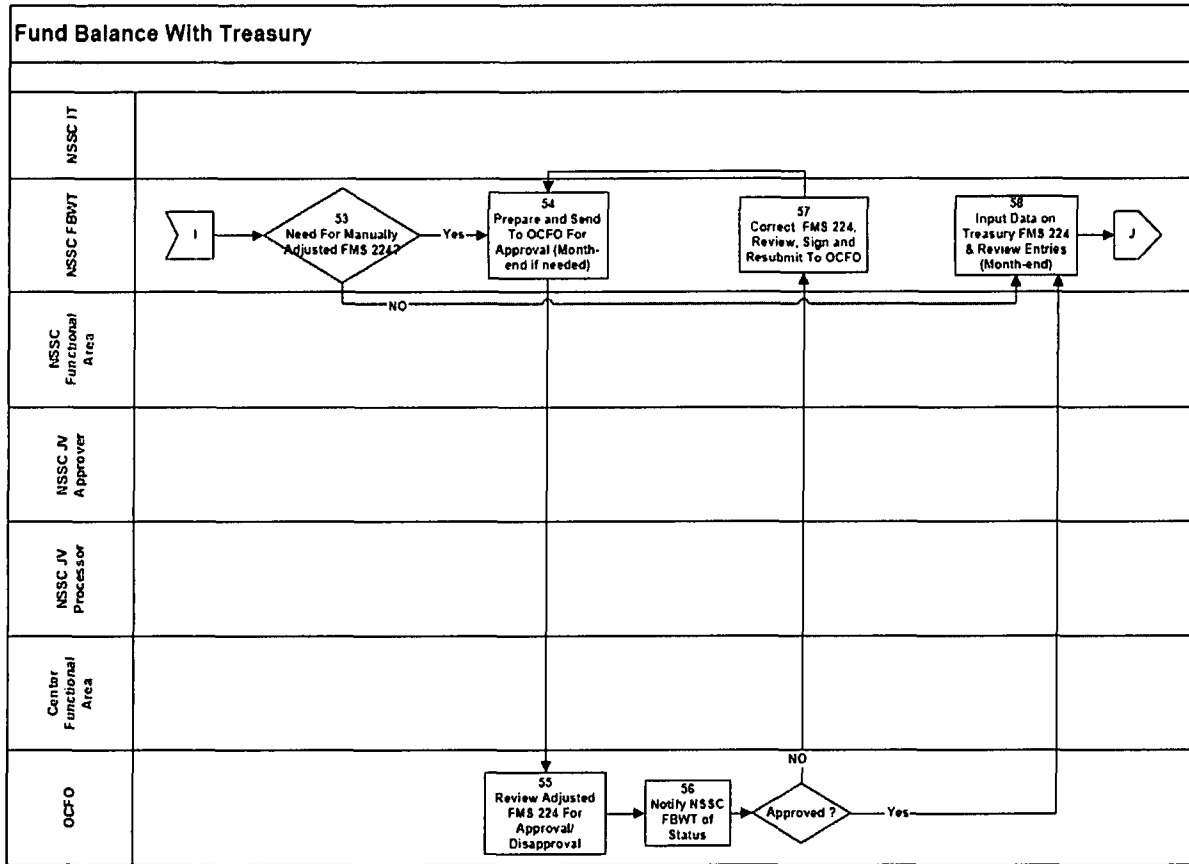 Fund Balance With Treasury
NSSC IT
NSSC FBWT
I
53
Need For Manually
Adjusted FMS 224?
Yes
54
Prepare and Send
To OCFO For
Approval (Month-
end if needed)
57
Correct FMS 224,
Review, Sign and
Resubmit To OCFO
58
Input Data on
Treasury FMS 224
& Review Entries
(Month-end)
J
NO
NSSC
Functional
Area
NSSC JV
Approver
NSSC JV
Processor
Center
Functional
Area
OCFO
55
Review Adjusted
FMS 224 For
Approval/
Disapproval
56
Notify NSSC
FBWT of
Status
NO
Approved ?
Yes